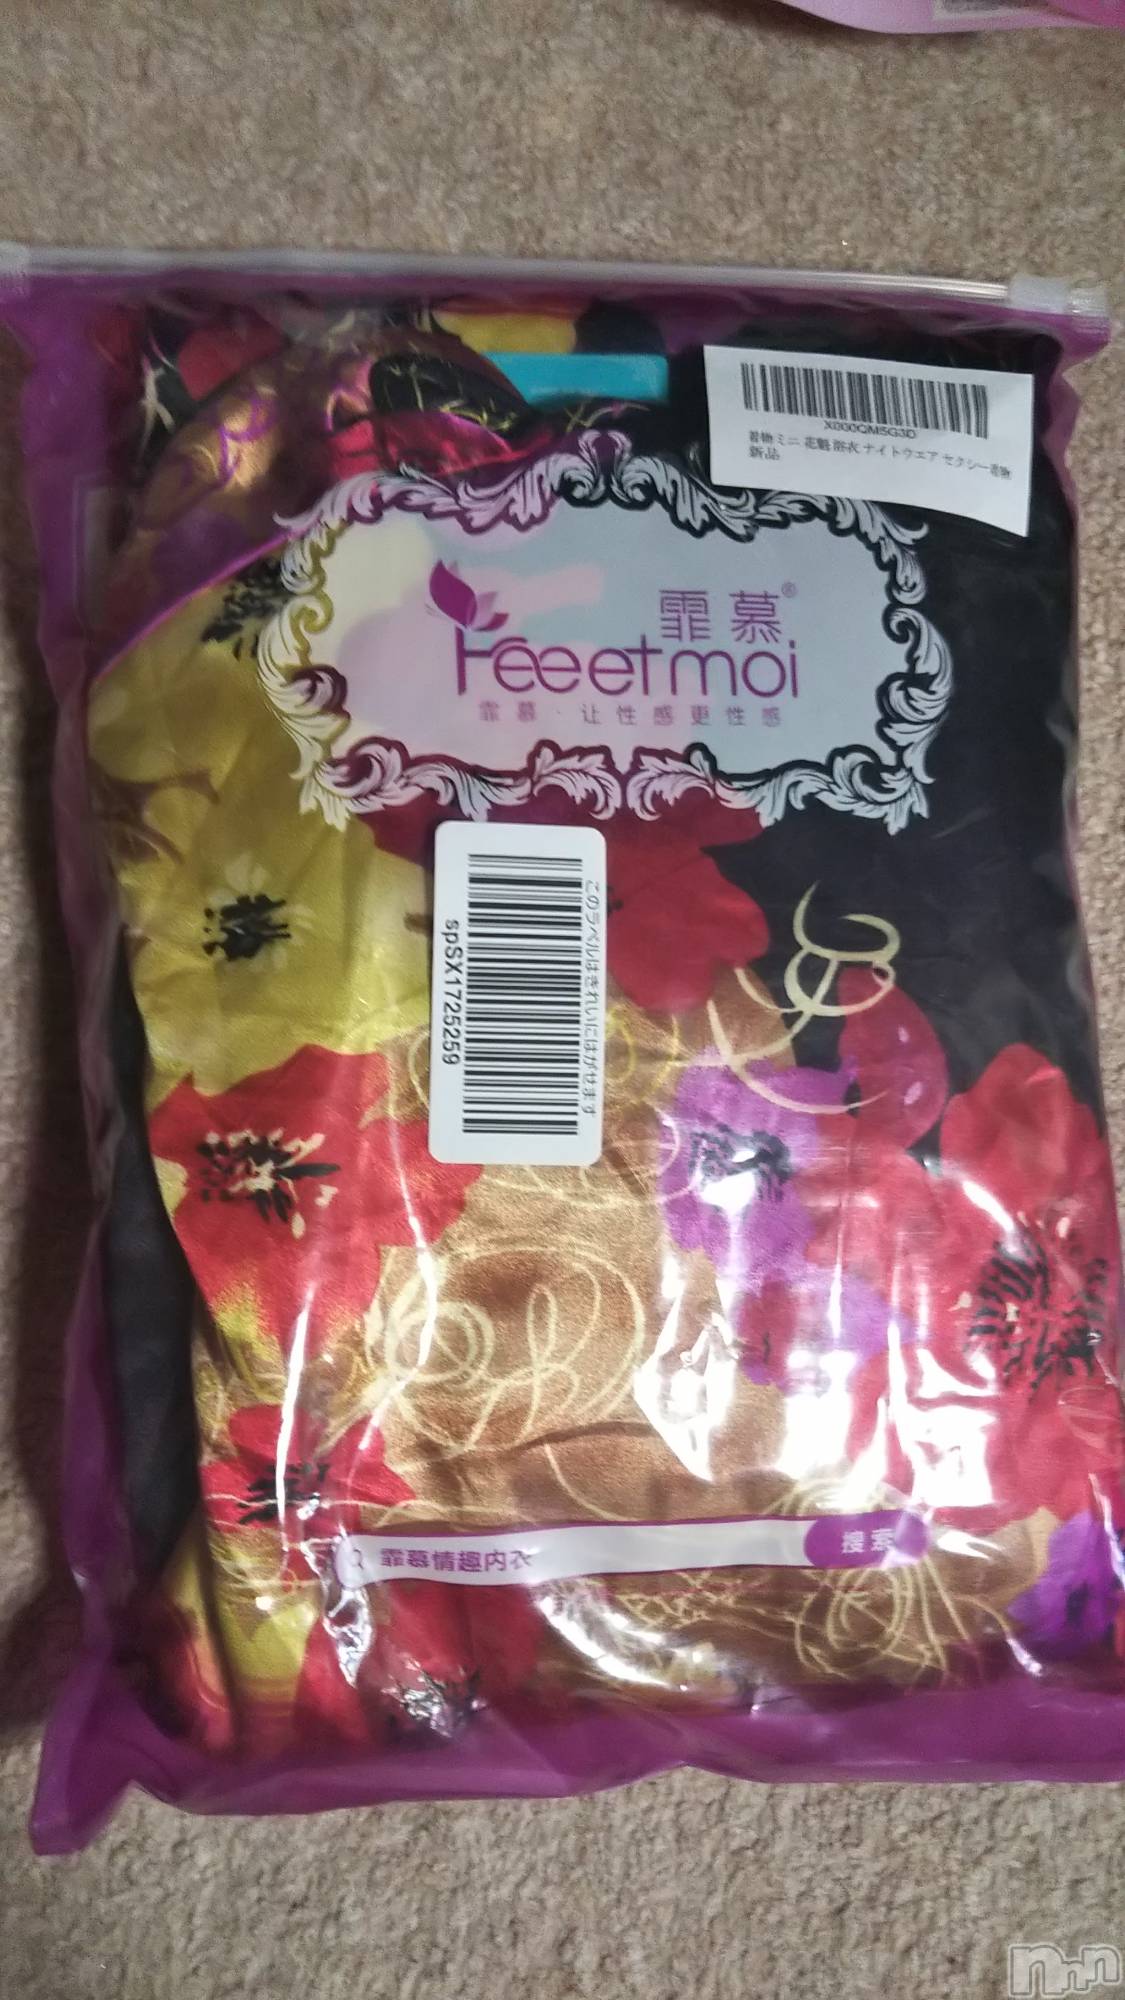 X000QM5G3D
着物 ミニ 花魁 浴衣 ナイトウエア セクシー着物
新品
霏慕®
Feeetmoi
霏慕·让性感更性感
このラベルはきれいにはがせます
spSX1725259
霏慕情趣内衣
搜索
nnn